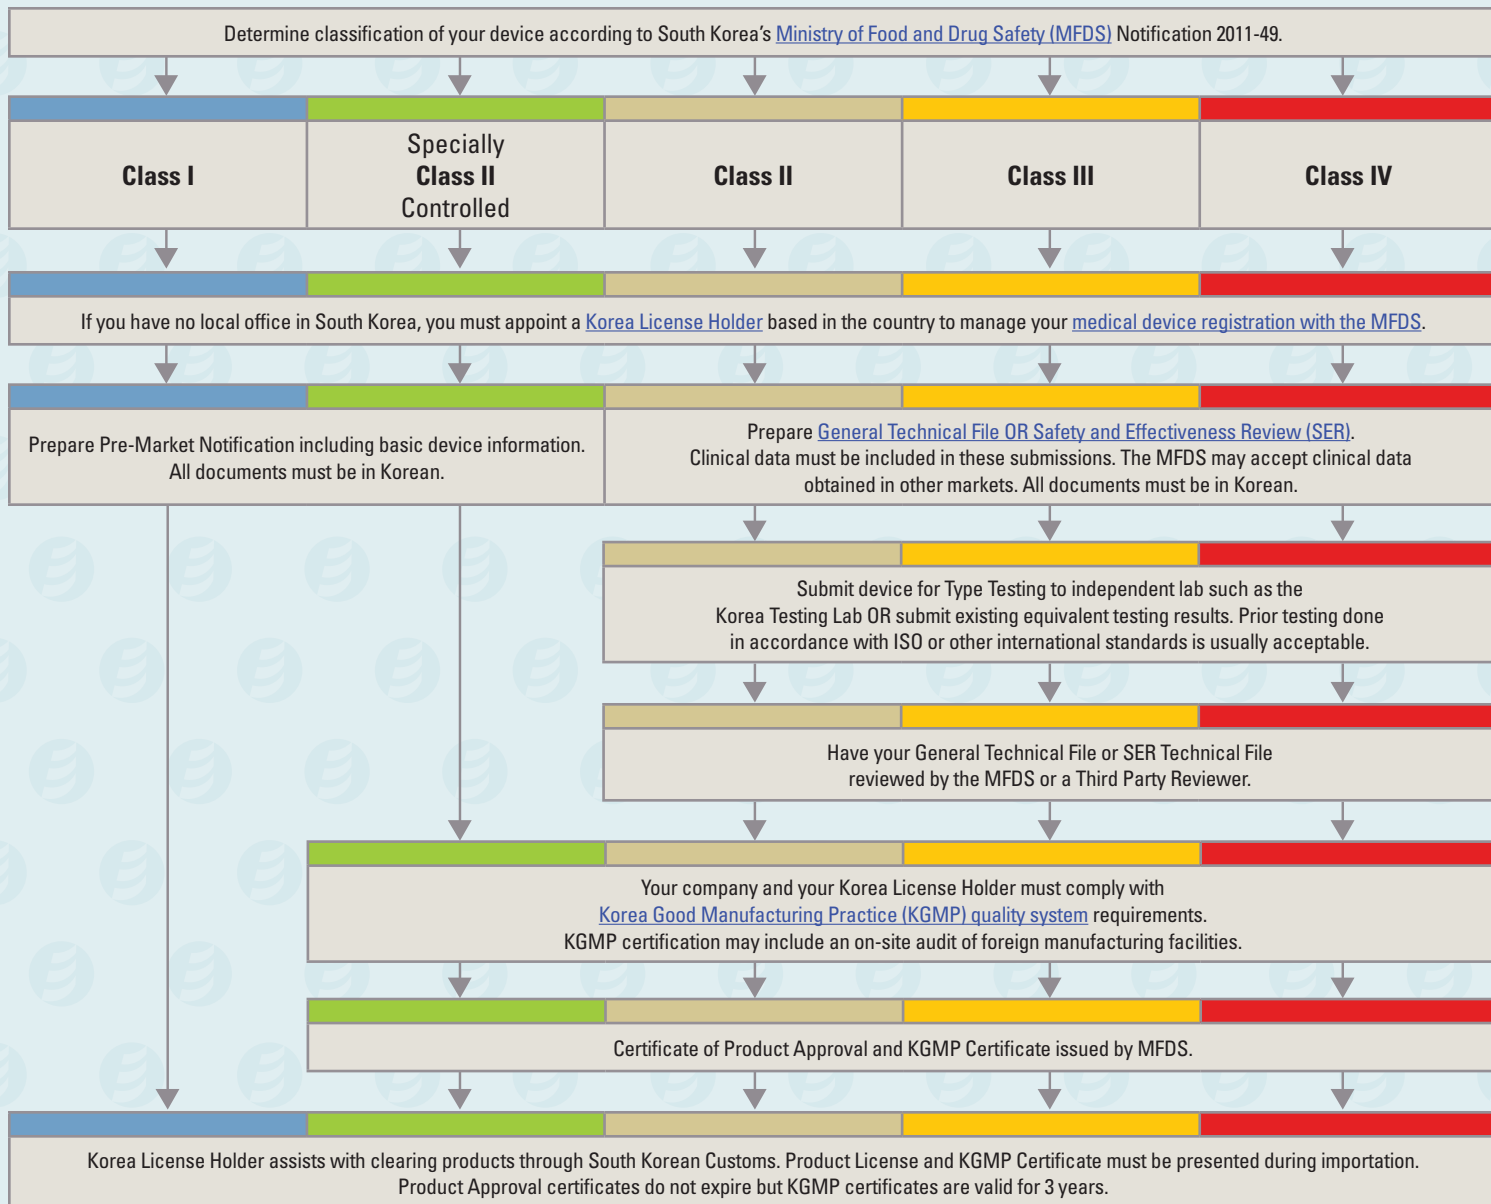 Determine classification of your device according to South Korea’s Ministry of Food and Drug Safety (MFDS) Notification 2011-49.
Class I
Specially
Class II
Controlled
Class II
Class III
Class IV
If you have no local office in South Korea, you must appoint a Korea License Holder based in the country to manage your medical device registration with the MFDS.
Prepare Pre-Market Notification including basic device information.
All documents must be in Korean.
Prepare General Technical File OR Safety and Effectiveness Review (SER).
Clinical data must be included in these submissions. The MFDS may accept clinical data
obtained in other markets. All documents must be in Korean.
Submit device for Type Testing to independent lab such as the
Korea Testing Lab OR submit existing equivalent testing results. Prior testing done
in accordance with ISO or other international standards is usually acceptable.
Have your General Technical File or SER Technical File
reviewed by the MFDS or a Third Party Reviewer.
Your company and your Korea License Holder must comply with
Korea Good Manufacturing Practice (KGMP) quality system requirements.
KGMP certification may include an on-site audit of foreign manufacturing facilities.
Certificate of Product Approval and KGMP Certificate issued by MFDS.
Korea License Holder assists with clearing products through South Korean Customs. Product License and KGMP Certificate must be presented during importation.
Product Approval certificates do not expire but KGMP certificates are valid for 3 years.